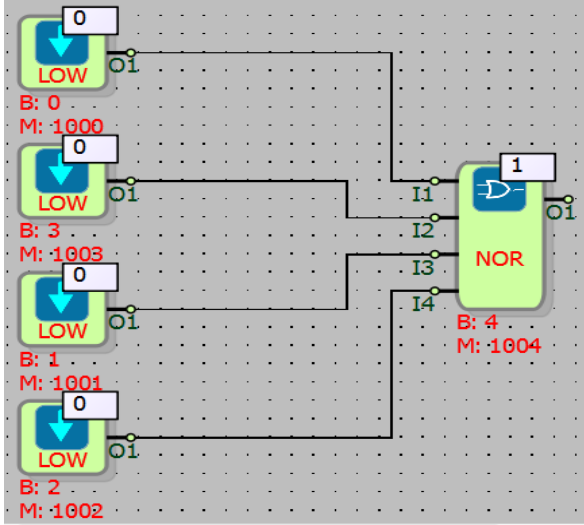 0
O1
LOW
B: 0
M: 1000
0
O1
LOW
B: 3
M: 1003
0
O1
LOW
B: 1
M: 1001
0
O1
LOW
B: 2
M: 1002
1
I1
I2
I3
I4
O1
NOR
B: 4
M: 1004